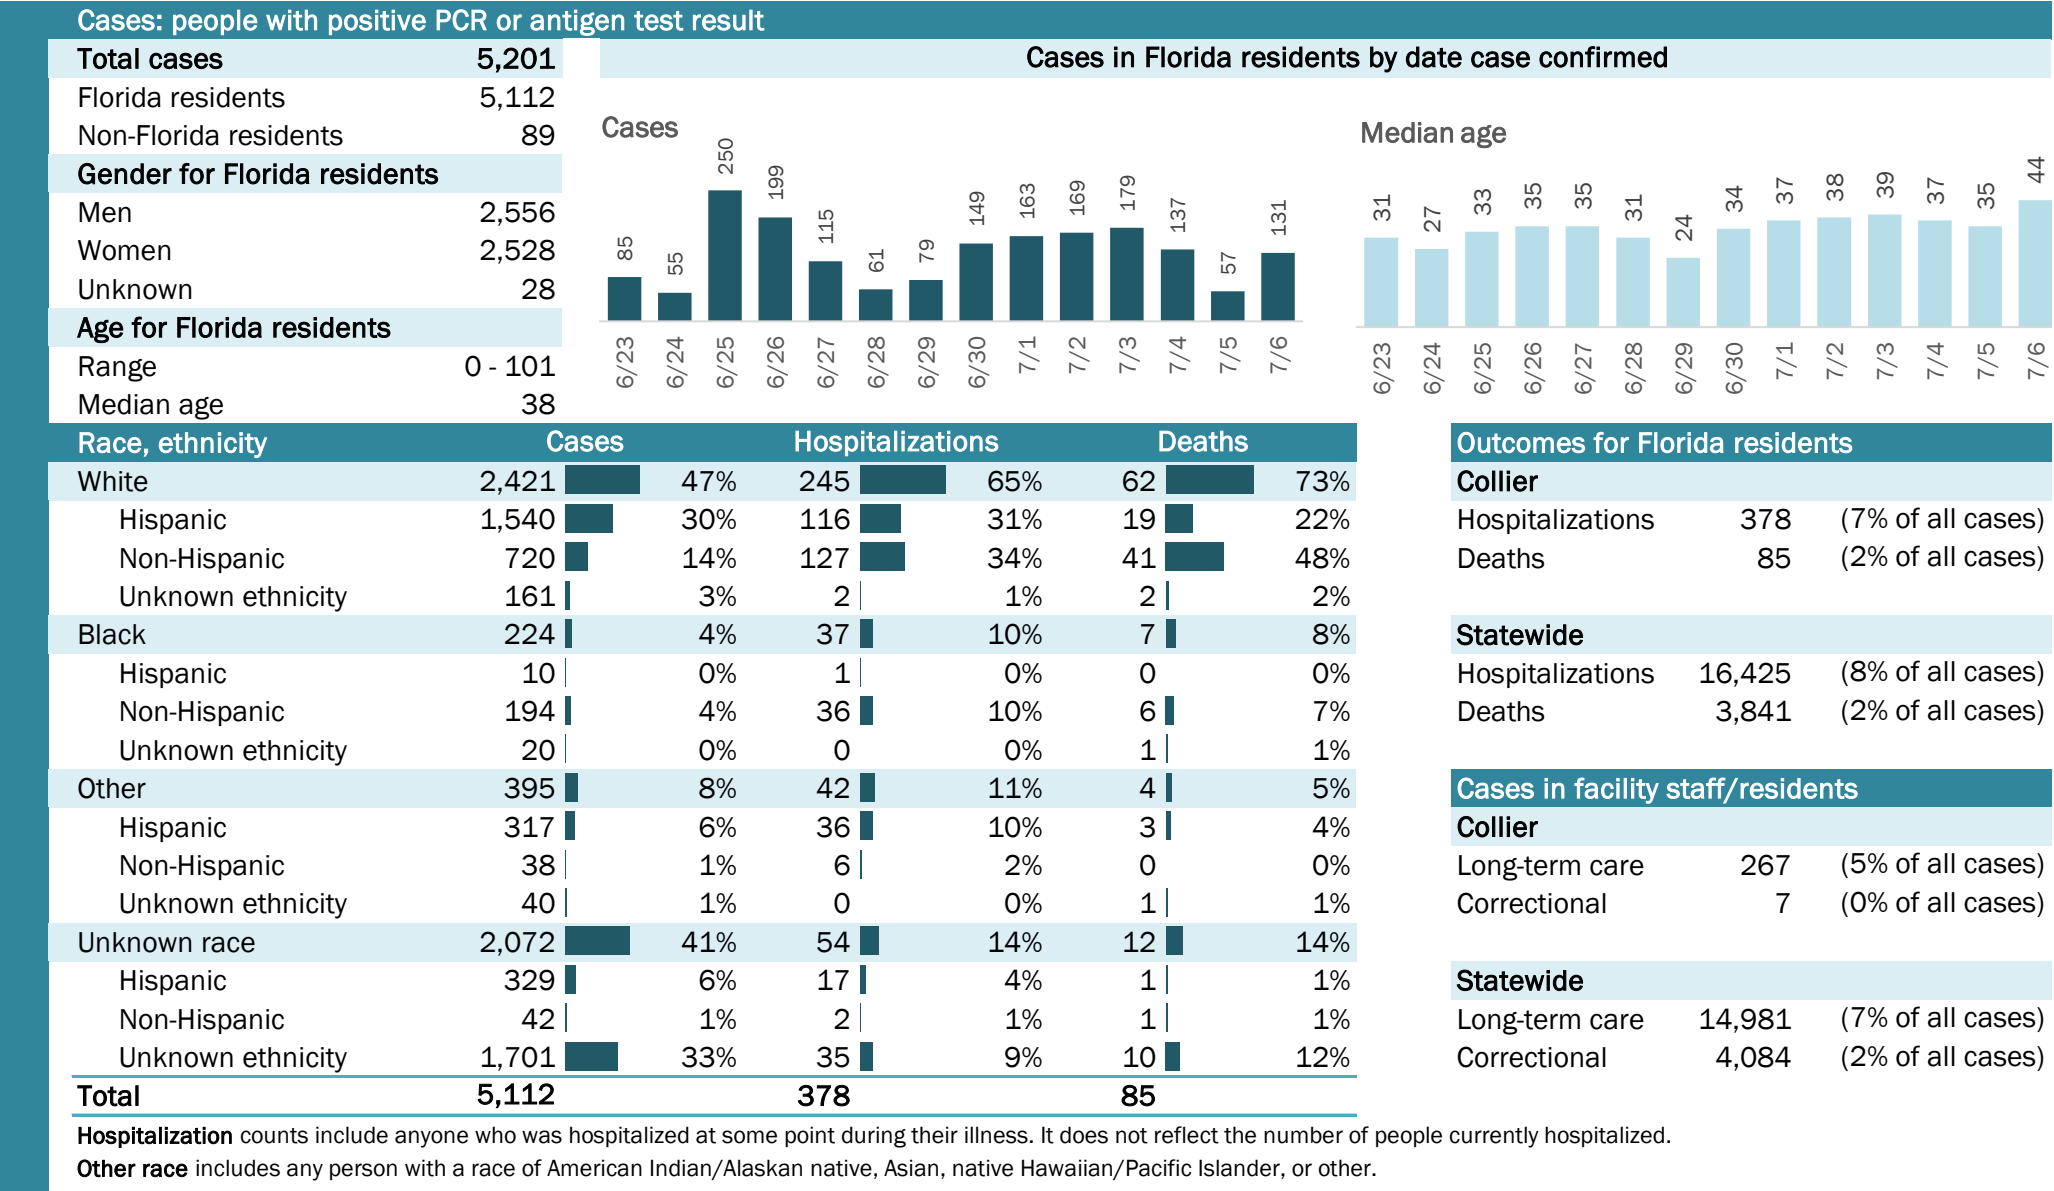 Cases: people with positive PCR or antigen test result
Total cases 5,201
Florida residents 5,112
Non-Florida residents 89
Gender for Florida residents
Men 2,556
Women 2,528
Unknown 28
Age for Florida residents
Range 0 - 101
Median age 38
Cases in Florida residents by date case confirmed
Cases
85 55 250 199 115 61 79 149 163 169 179 137 57 131
6/23 6/24 6/25 6/26 6/27 6/28 6/29 6/30 7/1 7/2 7/3 7/4 7/5 7/6
Median age
31 27 33 35 35 31 24 34 37 38 39 37 35 44
6/23 6/24 6/25 6/26 6/27 6/28 6/29 6/30 7/1 7/2 7/3 7/4 7/5 7/6
Race, ethnicity Cases Hospitalizations Deaths
White 2,421 47% 245 65% 62 73%
Hispanic 1,540 30% 116 31% 19 22%
Non-Hispanic 720 14% 127 34% 41 48%
Unknown ethnicity 161 3% 2 1% 2 2%
Black 224 4% 37 10% 7 8%
Hispanic 10 0% 1 0% 0 0%
Non-Hispanic 194 4% 36 10% 6 7%
Unknown ethnicity 20 0% 0 0% 1 1%
Other 395 8% 42 11% 4 5%
Hispanic 317 6% 36 10% 3 4%
Non-Hispanic 38 1% 6 2% 0 0%
Unknown ethnicity 40 1% 0 0% 1 1%
Unknown race 2,072 41% 54 14% 12 14%
Hispanic 329 6% 17 4% 1 1%
Non-Hispanic 42 1% 2 1% 1 1%
Unknown ethnicity 1,701 33% 35 9% 10 12%
Total 5,112 378 85
Outcomes for Florida residents
Collier
Hospitalizations 378 (7% of all cases)
Deaths 85 (2% of all cases)
Statewide
Hospitalizations 16,425 (8% of all cases)
Deaths 3,841 (2% of all cases)
Cases in facility staff/residents
Collier
Long-term care 267 (5% of all cases)
Correctional 7 (0% of all cases)
Statewide
Long-term care 14,981 (7% of all cases)
Correctional 4,084 (2% of all cases)
Hospitalization counts include anyone who was hospitalized at some point during their illness. It does not reflect the number of people currently hospitalized.
Other race includes any person with a race of American Indian/Alaskan native, Asian, native Hawaiian/Pacific Islander, or other.